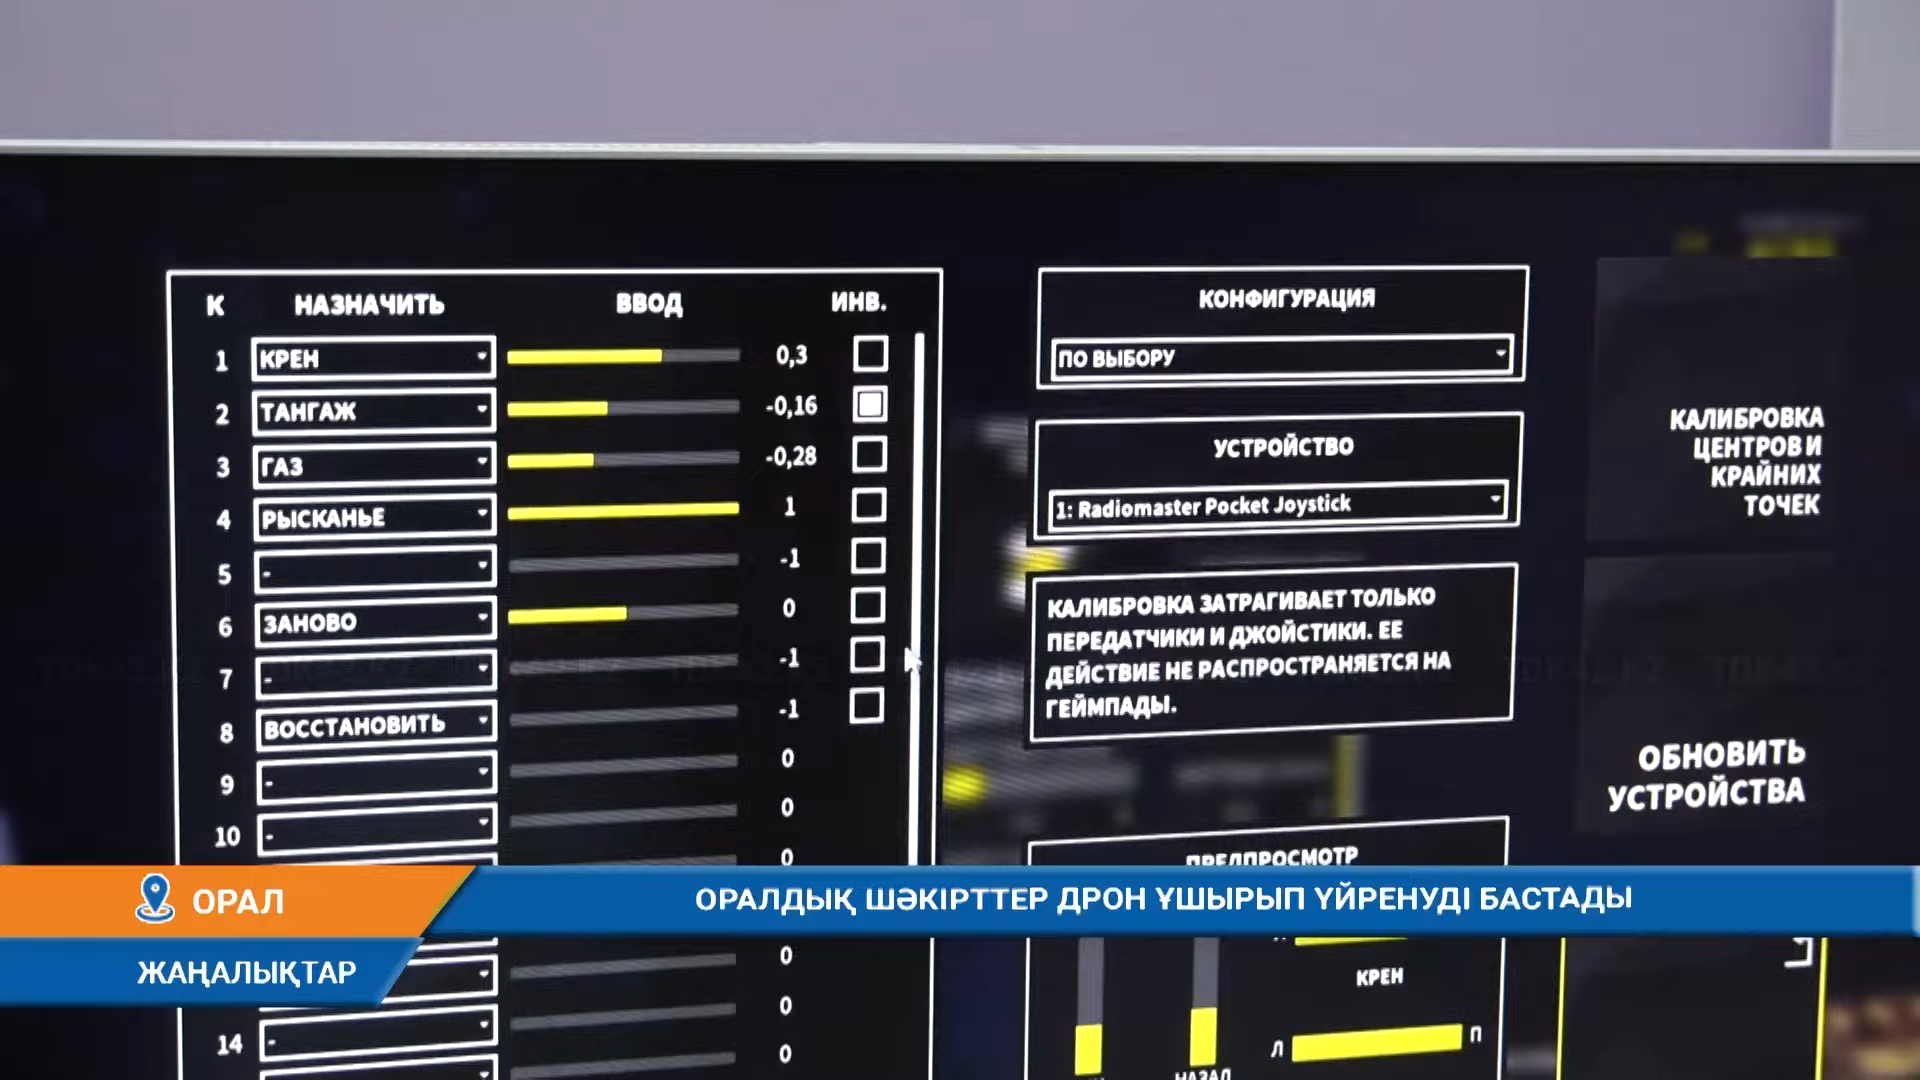 К НАЗНАЧИТЬ ВВОД ИНВ.
1 КРЕН 0,3
2 ТАНГАЖ -0,16
3 ГАЗ -0,28
4 РЫСКАНЬЕ 1
5 - -1
6 ЗАНОВО 0
7 - -1
8 ВОССТАНОВИТЬ -1
9 - 0
10 - 0
0
0
0
14 - 0
КОНФИГУРАЦИЯ
ПО ВЫБОРУ
УСТРОЙСТВО
1: Radiomaster Pocket Joystick
КАЛИБРОВКА ЗАТРАГИВАЕТ ТОЛЬКО
ПЕРЕДАТЧИКИ И ДЖОЙСТИКИ. ЕЕ
ДЕЙСТВИЕ НЕ РАСПРОСТРАНЯЕТСЯ НА
ГЕЙМПАДЫ.
ПРЕДПРОСМОТР
КРЕН
Л П
НАЗАД
КАЛИБРОВКА
ЦЕНТРОВ И
КРАЙНИХ
ТОЧЕК
ОБНОВИТЬ
УСТРОЙСТВА
ОРАЛ
ОРАЛДЫҚ ШӘКІРТТЕР ДРОН ҰШЫРЫП ҮЙРЕНУДІ БАСТАДЫ
ЖАҢАЛЫҚТАР